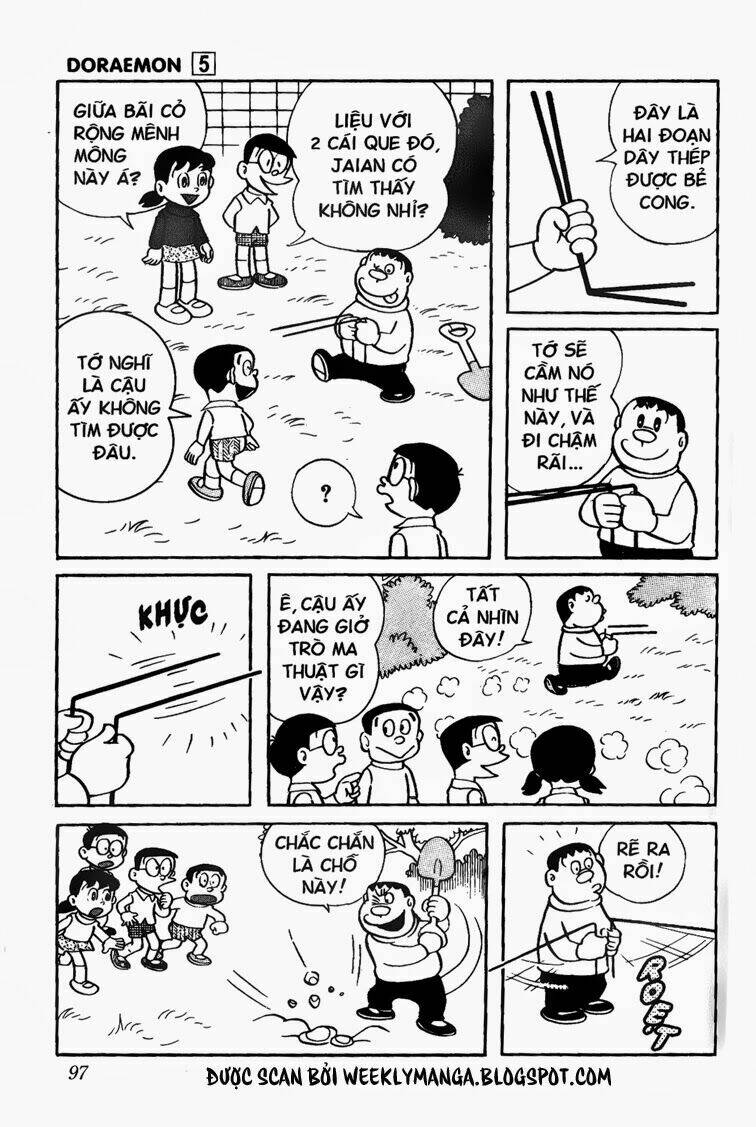 DORAEMON 5
ĐÂY LÀ
HAI ĐOẠN
DÂY THÉP
ĐƯỢC BẺ
CONG.
TỚ SẼ
CẦM NÓ
NHƯ THẾ
NÀY, VÀ
ĐI CHẬM
RÃI...
LIỆU VỚI
2 CÁI QUE ĐÓ,
JAIAN CÓ
TÌM THẤY
KHÔNG NHỈ?
GIỮA BÃI CỎ
RỘNG MÊNH
MÔNG
NÀY Á?
TỚ NGHĨ
LÀ CẬU
ẤY KHÔNG
TÌM ĐƯỢC
ĐÂU.
?
TẤT
CẢ NHÌN
ĐÂY!
Ê, CẬU ẤY
ĐANG GIỞ
TRÒ MA
THUẬT GÌ
VẬY?
KHỰC
RẼ RA
RỒI!
ROẸT
CHẮC CHẮN
LÀ CHỖ
NÀY!
97
ĐƯỢC SCAN BỞI WEEKLYMANGA.BLOGSPOT.COM